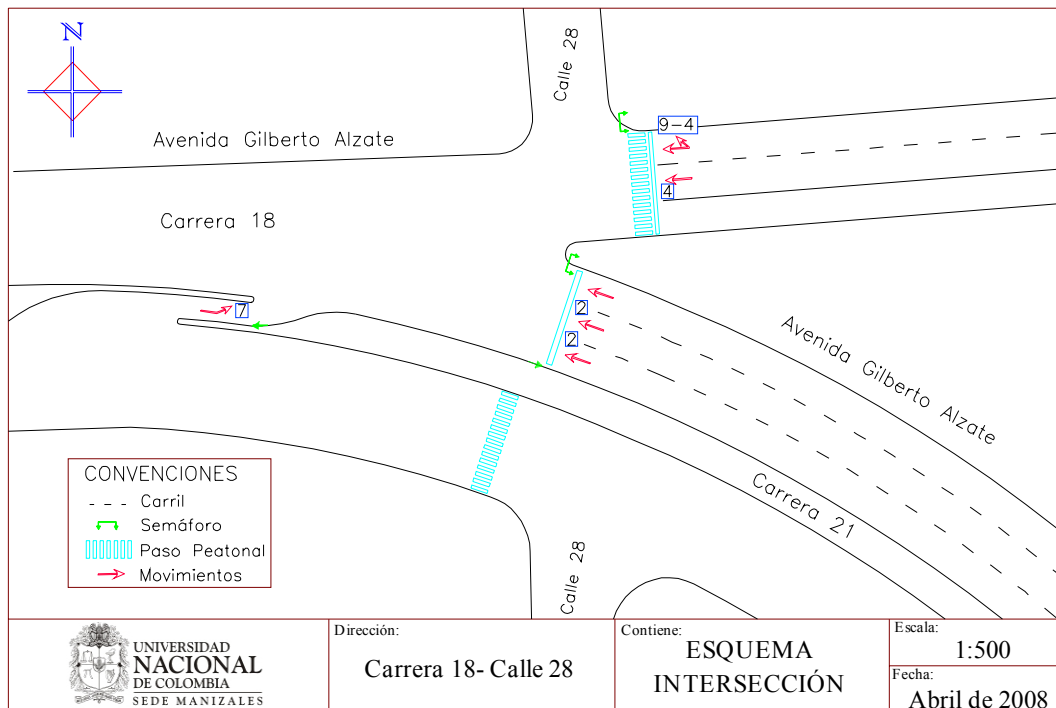 N
Calle 28
Avenida Gilberto Alzate
9-4
4
Carrera 18
7
2
2
Avenida Gilberto Alzate
Carrera 21
Calle 28
CONVENCIONES
Carril
Semáforo
Paso Peatonal
Movimientos
UNIVERSIDAD
NACIONAL
DE COLOMBIA
SEDE MANIZALES
Dirección:
Carrera 18- Calle 28
Contiene:
ESQUEMA
INTERSECCIÓN
Escala:
1:500
Fecha:
Abril de 2008